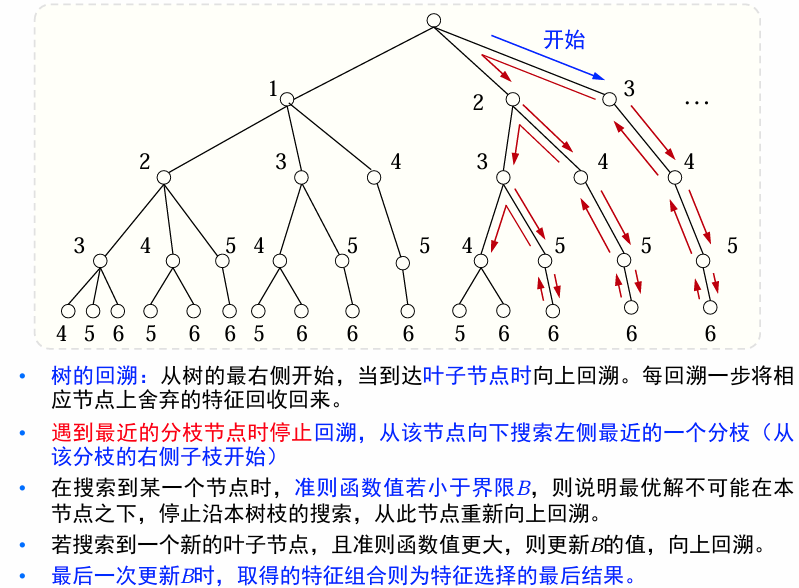 开始
1 2 3 …
2 3 4 3 4 4
3 4 5 4 5 5 4 5 5 5
4 5 6 5 6 6 5 6 6 6 5 6 6 6 6
• 树的回溯：从树的最右侧开始，当到达叶子节点时向上回溯。每回溯一步将相
应节点上舍弃的特征回收回来。
• 遇到最近的分枝节点时停止回溯，从该节点向下搜索左侧最近的一个分枝（从
该分枝的右侧子枝开始）
• 在搜索到某一个节点时，准则函数值若小于界限B，则说明最优解不可能在本
节点之下，停止沿本树枝的搜索，从此节点重新向上回溯。
• 若搜索到一个新的叶子节点，且准则函数值更大，则更新B的值，向上回溯。
• 最后一次更新B时，取得的特征组合则为特征选择的最后结果。